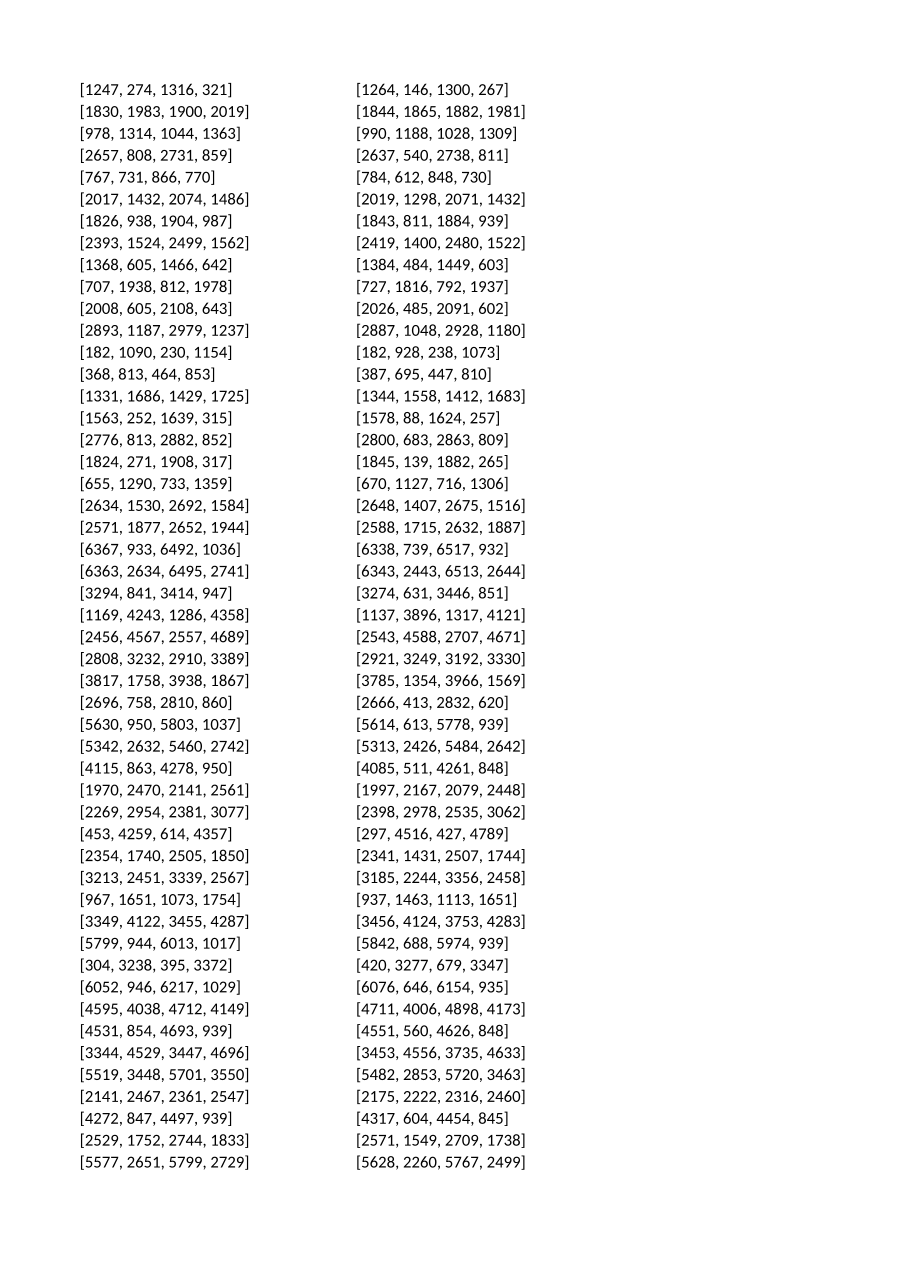 [1247, 274, 1316, 321] [1264, 146, 1300, 267]
[1830, 1983, 1900, 2019] [1844, 1865, 1882, 1981]
[978, 1314, 1044, 1363] [990, 1188, 1028, 1309]
[2657, 808, 2731, 859] [2637, 540, 2738, 811]
[767, 731, 866, 770] [784, 612, 848, 730]
[2017, 1432, 2074, 1486] [2019, 1298, 2071, 1432]
[1826, 938, 1904, 987] [1843, 811, 1884, 939]
[2393, 1524, 2499, 1562] [2419, 1400, 2480, 1522]
[1368, 605, 1466, 642] [1384, 484, 1449, 603]
[707, 1938, 812, 1978] [727, 1816, 792, 1937]
[2008, 605, 2108, 643] [2026, 485, 2091, 602]
[2893, 1187, 2979, 1237] [2887, 1048, 2928, 1180]
[182, 1090, 230, 1154] [182, 928, 238, 1073]
[368, 813, 464, 853] [387, 695, 447, 810]
[1331, 1686, 1429, 1725] [1344, 1558, 1412, 1683]
[1563, 252, 1639, 315] [1578, 88, 1624, 257]
[2776, 813, 2882, 852] [2800, 683, 2863, 809]
[1824, 271, 1908, 317] [1845, 139, 1882, 265]
[655, 1290, 733, 1359] [670, 1127, 716, 1306]
[2634, 1530, 2692, 1584] [2648, 1407, 2675, 1516]
[2571, 1877, 2652, 1944] [2588, 1715, 2632, 1887]
[6367, 933, 6492, 1036] [6338, 739, 6517, 932]
[6363, 2634, 6495, 2741] [6343, 2443, 6513, 2644]
[3294, 841, 3414, 947] [3274, 631, 3446, 851]
[1169, 4243, 1286, 4358] [1137, 3896, 1317, 4121]
[2456, 4567, 2557, 4689] [2543, 4588, 2707, 4671]
[2808, 3232, 2910, 3389] [2921, 3249, 3192, 3330]
[3817, 1758, 3938, 1867] [3785, 1354, 3966, 1569]
[2696, 758, 2810, 860] [2666, 413, 2832, 620]
[5630, 950, 5803, 1037] [5614, 613, 5778, 939]
[5342, 2632, 5460, 2742] [5313, 2426, 5484, 2642]
[4115, 863, 4278, 950] [4085, 511, 4261, 848]
[1970, 2470, 2141, 2561] [1997, 2167, 2079, 2448]
[2269, 2954, 2381, 3077] [2398, 2978, 2535, 3062]
[453, 4259, 614, 4357] [297, 4516, 427, 4789]
[2354, 1740, 2505, 1850] [2341, 1431, 2507, 1744]
[3213, 2451, 3339, 2567] [3185, 2244, 3356, 2458]
[967, 1651, 1073, 1754] [937, 1463, 1113, 1651]
[3349, 4122, 3455, 4287] [3456, 4124, 3753, 4283]
[5799, 944, 6013, 1017] [5842, 688, 5974, 939]
[304, 3238, 395, 3372] [420, 3277, 679, 3347]
[6052, 946, 6217, 1029] [6076, 646, 6154, 935]
[4595, 4038, 4712, 4149] [4711, 4006, 4898, 4173]
[4531, 854, 4693, 939] [4551, 560, 4626, 848]
[3344, 4529, 3447, 4696] [3453, 4556, 3735, 4633]
[5519, 3448, 5701, 3550] [5482, 2853, 5720, 3463]
[2141, 2467, 2361, 2547] [2175, 2222, 2316, 2460]
[4272, 847, 4497, 939] [4317, 604, 4454, 845]
[2529, 1752, 2744, 1833] [2571, 1549, 2709, 1738]
[5577, 2651, 5799, 2729] [5628, 2260, 5767, 2499]